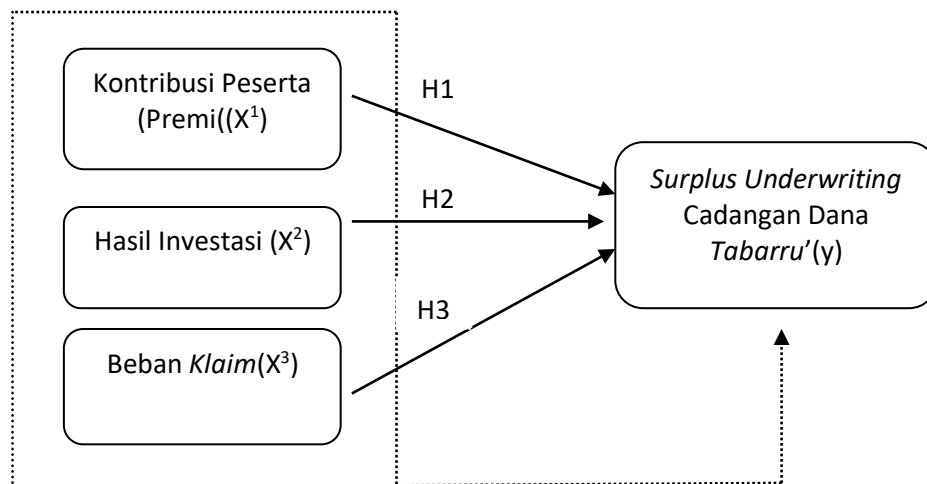 Kontribusi Peserta
(Premi((X¹)
H1
Hasil Investasi (X²)
H2
Beban Klaim(X³)
H3
Surplus Underwriting
Cadangan Dana
Tabarru’(y)